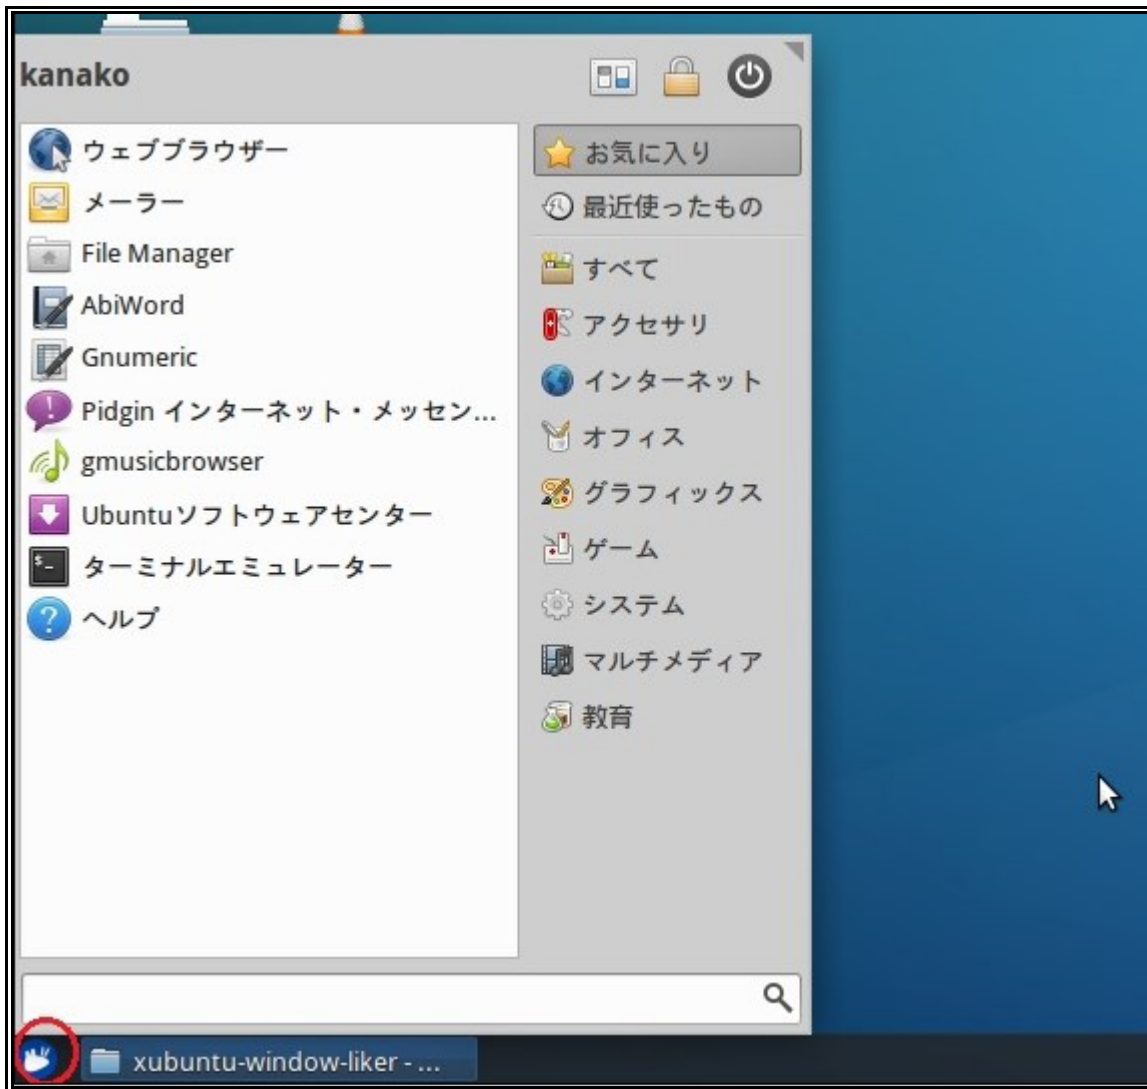 kanako
ウェブブラウザー
メーラー
File Manager
AbiWord
Gnumeric
Pidgin インターネット・メッセン...
gmusicbrowser
Ubuntuソフトウェアセンター
ターミナルエミュレーター
ヘルプ
お気に入り
最近使ったもの
すべて
アクセサリ
インターネット
オフィス
グラフィックス
ゲーム
システム
マルチメディア
教育
xubuntu-window-liker - ...